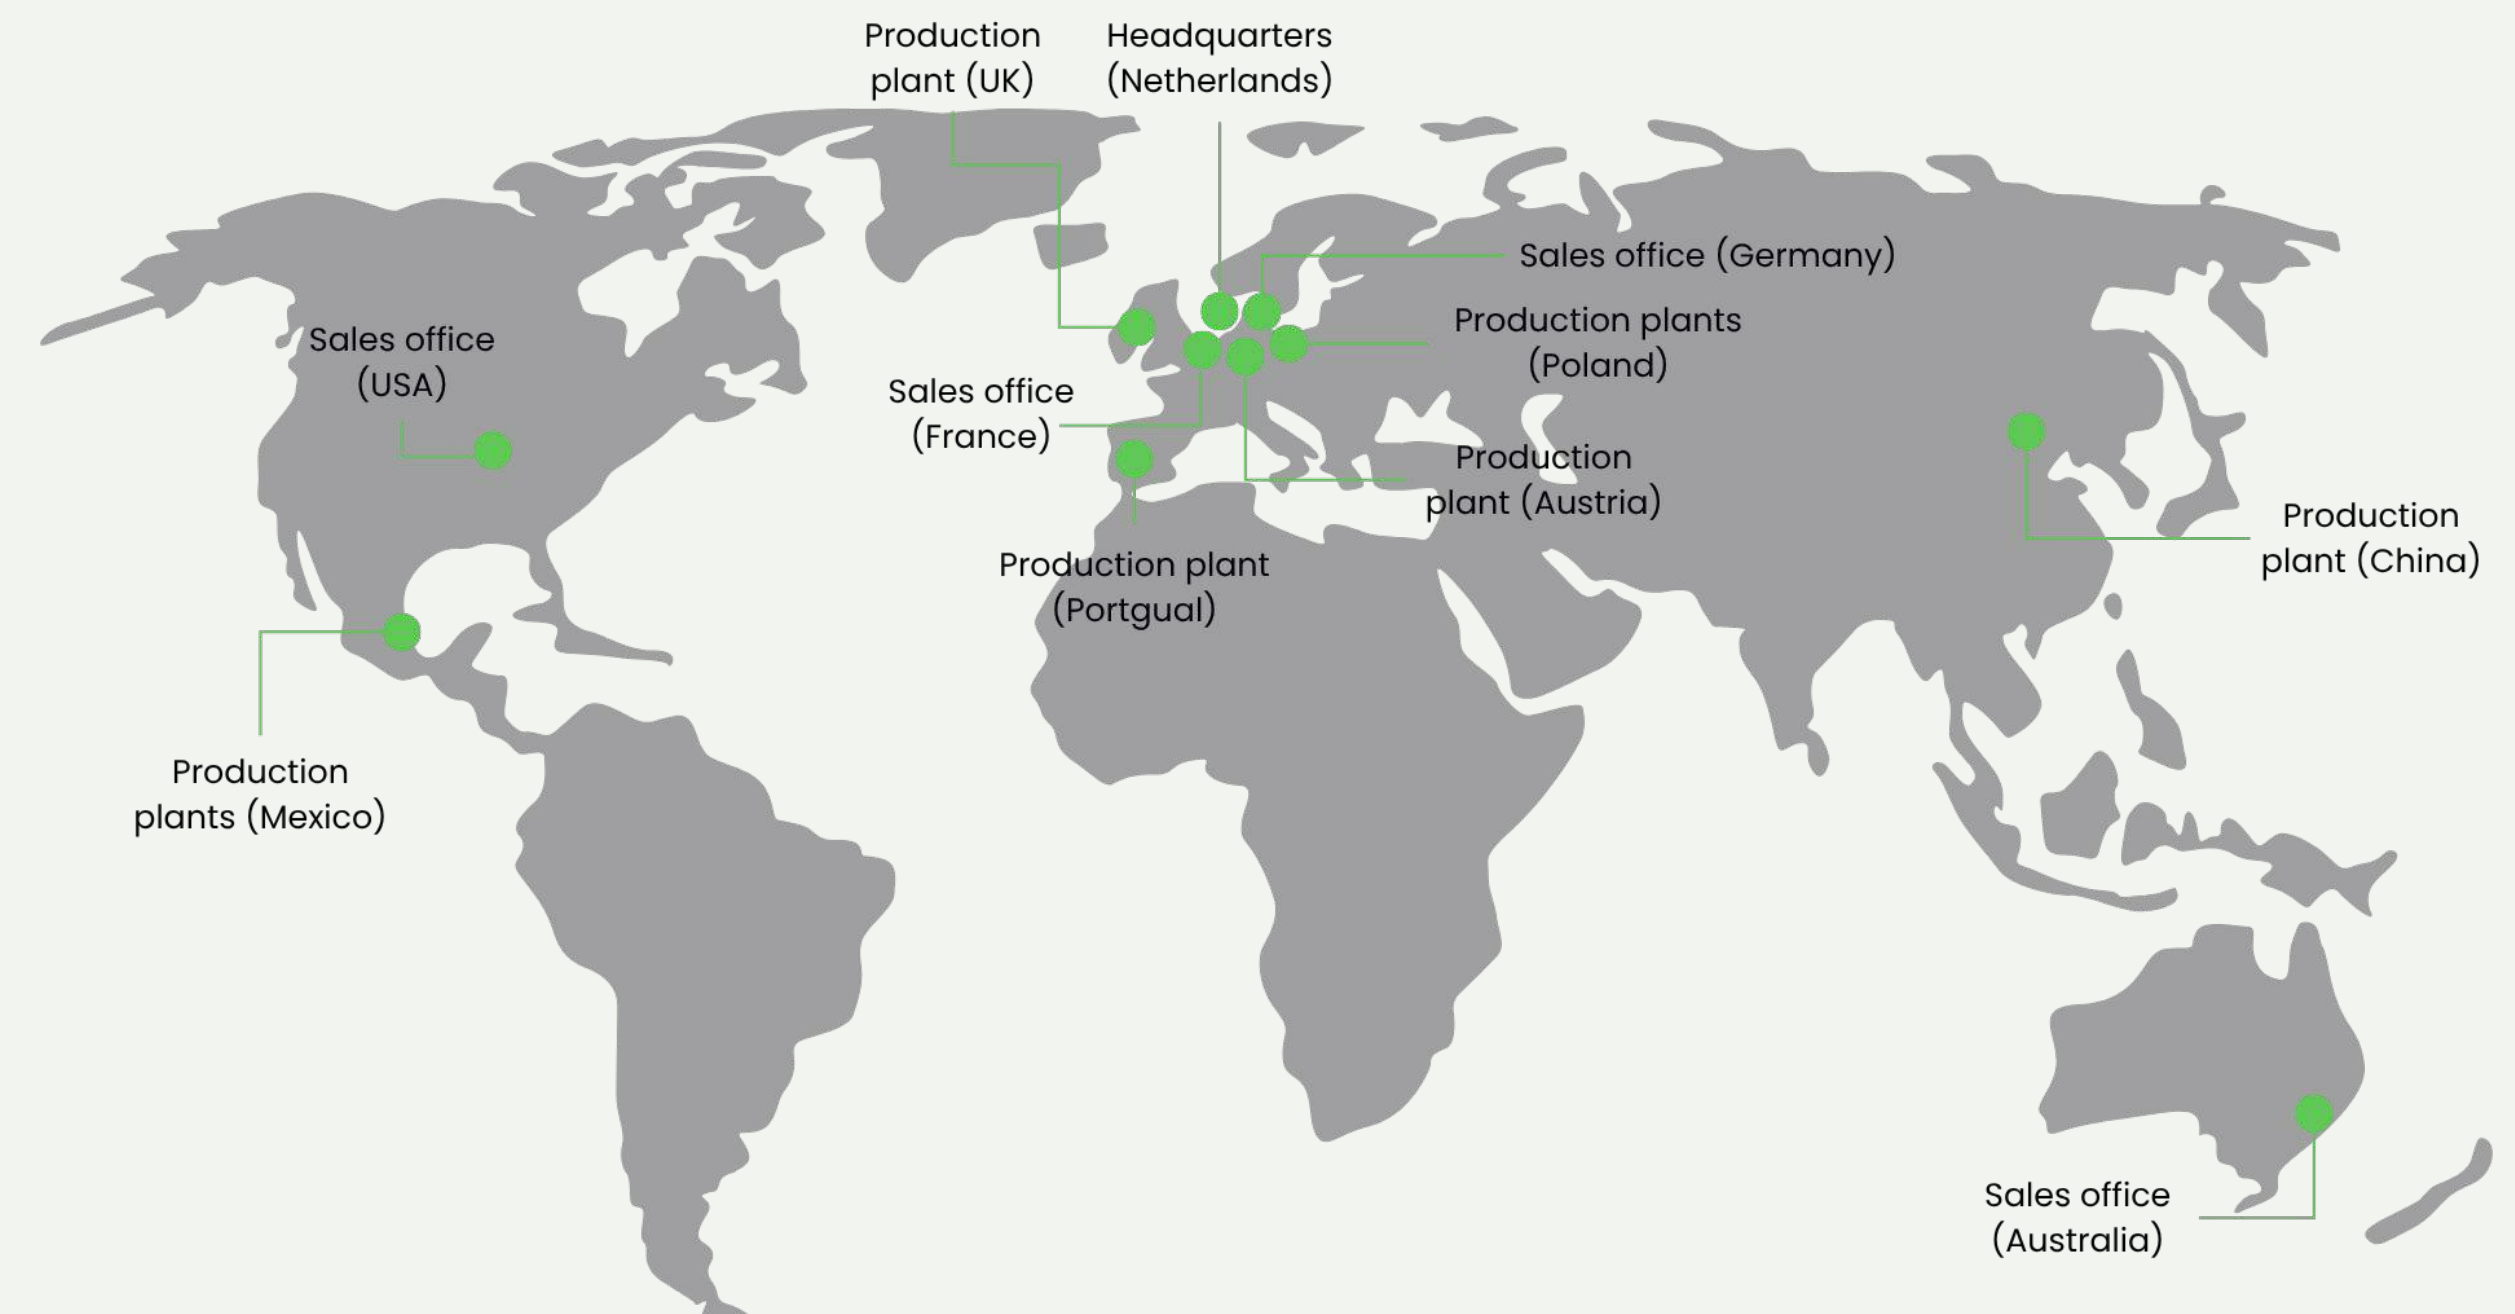 Production
plant (UK)
Headquarters
(Netherlands)
Sales office (Germany)
Production plants
(Poland)
Sales office
(USA)
Sales office
(France)
Production
plant (Austria)
Production
plant (China)
Production plant
(Portgual)
Production
plants (Mexico)
Sales office
(Australia)